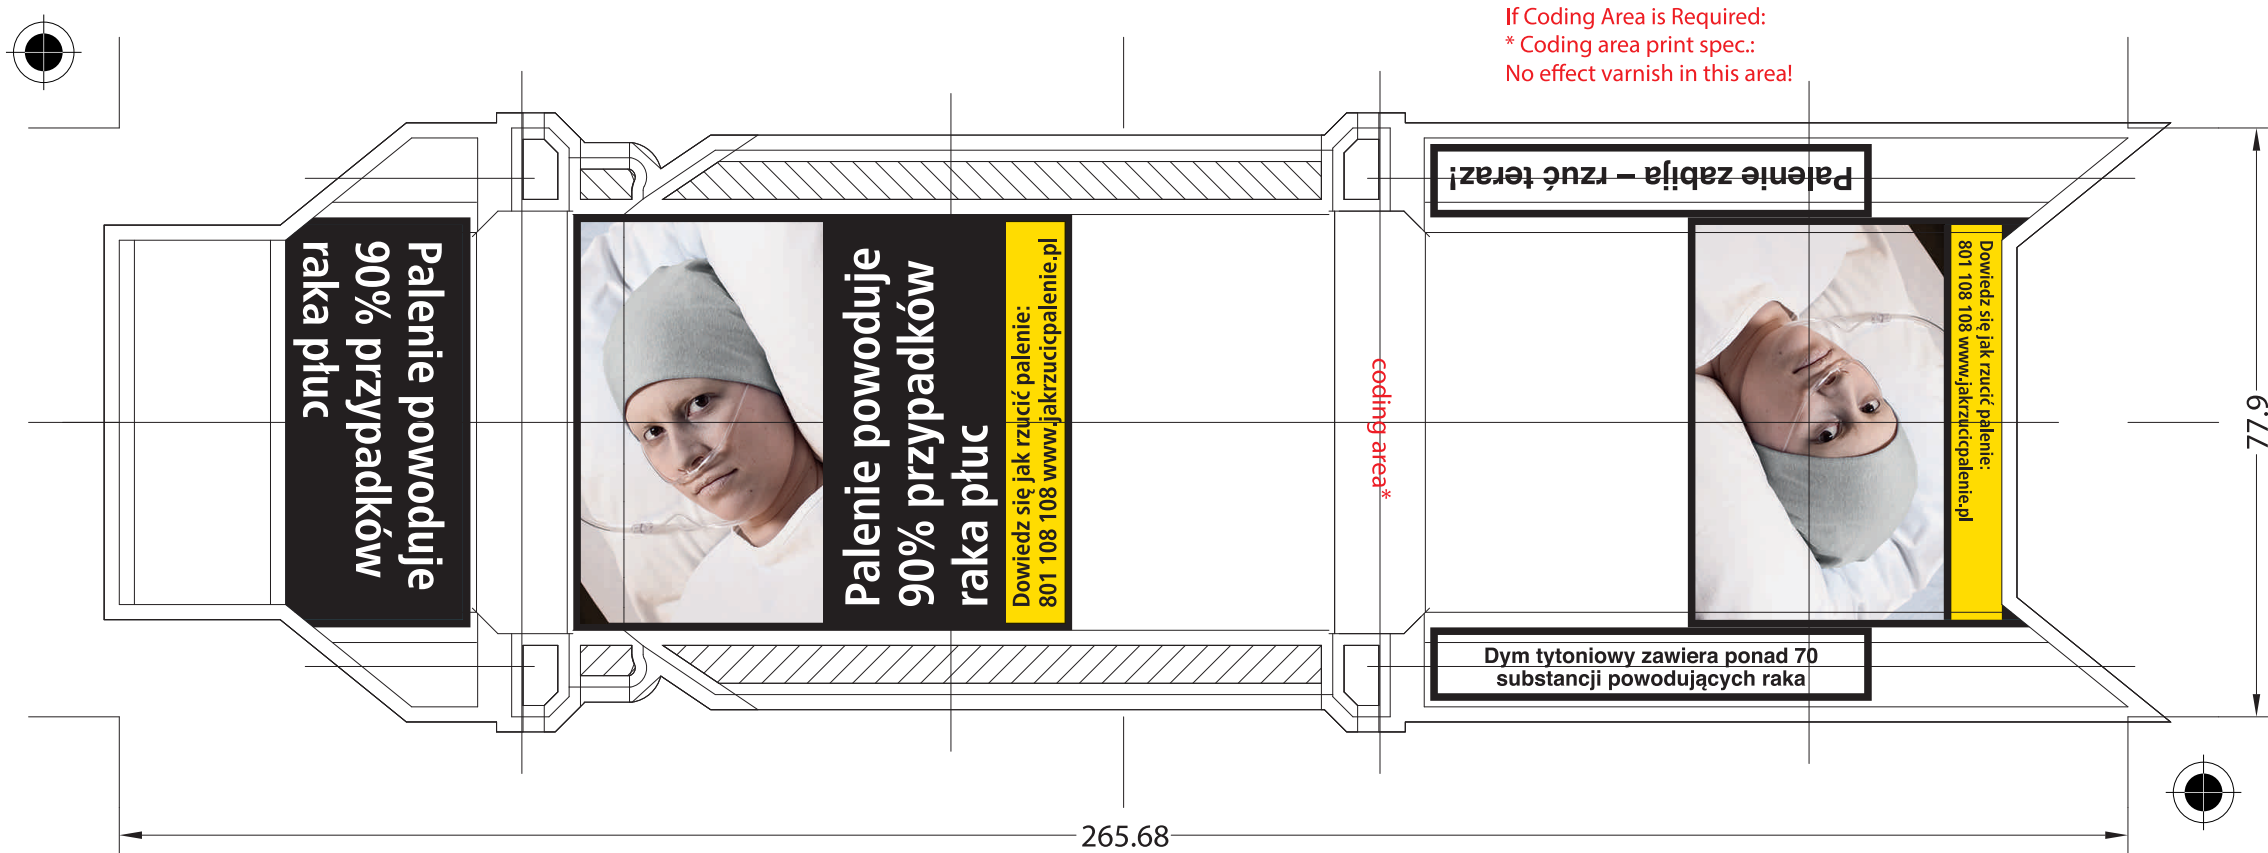 If Coding Area is Required:
* Coding area print spec.:
No effect varnish in this area!
Palenie zabija – rzuć teraz!
Palenie powoduje
90% przypadków
raka płuc
Palenie powoduje
90% przypadków
raka płuc
Dowiedz się jak rzucić palenie:
801 108 108 www.jakrzucicpalenie.pl
coding area*
Dowiedz się jak rzucić palenie:
801 108 108 www.jakrzucicpalenie.pl
77.9
Dym tytoniowy zawiera ponad 70
substancji powodujących raka
265.68